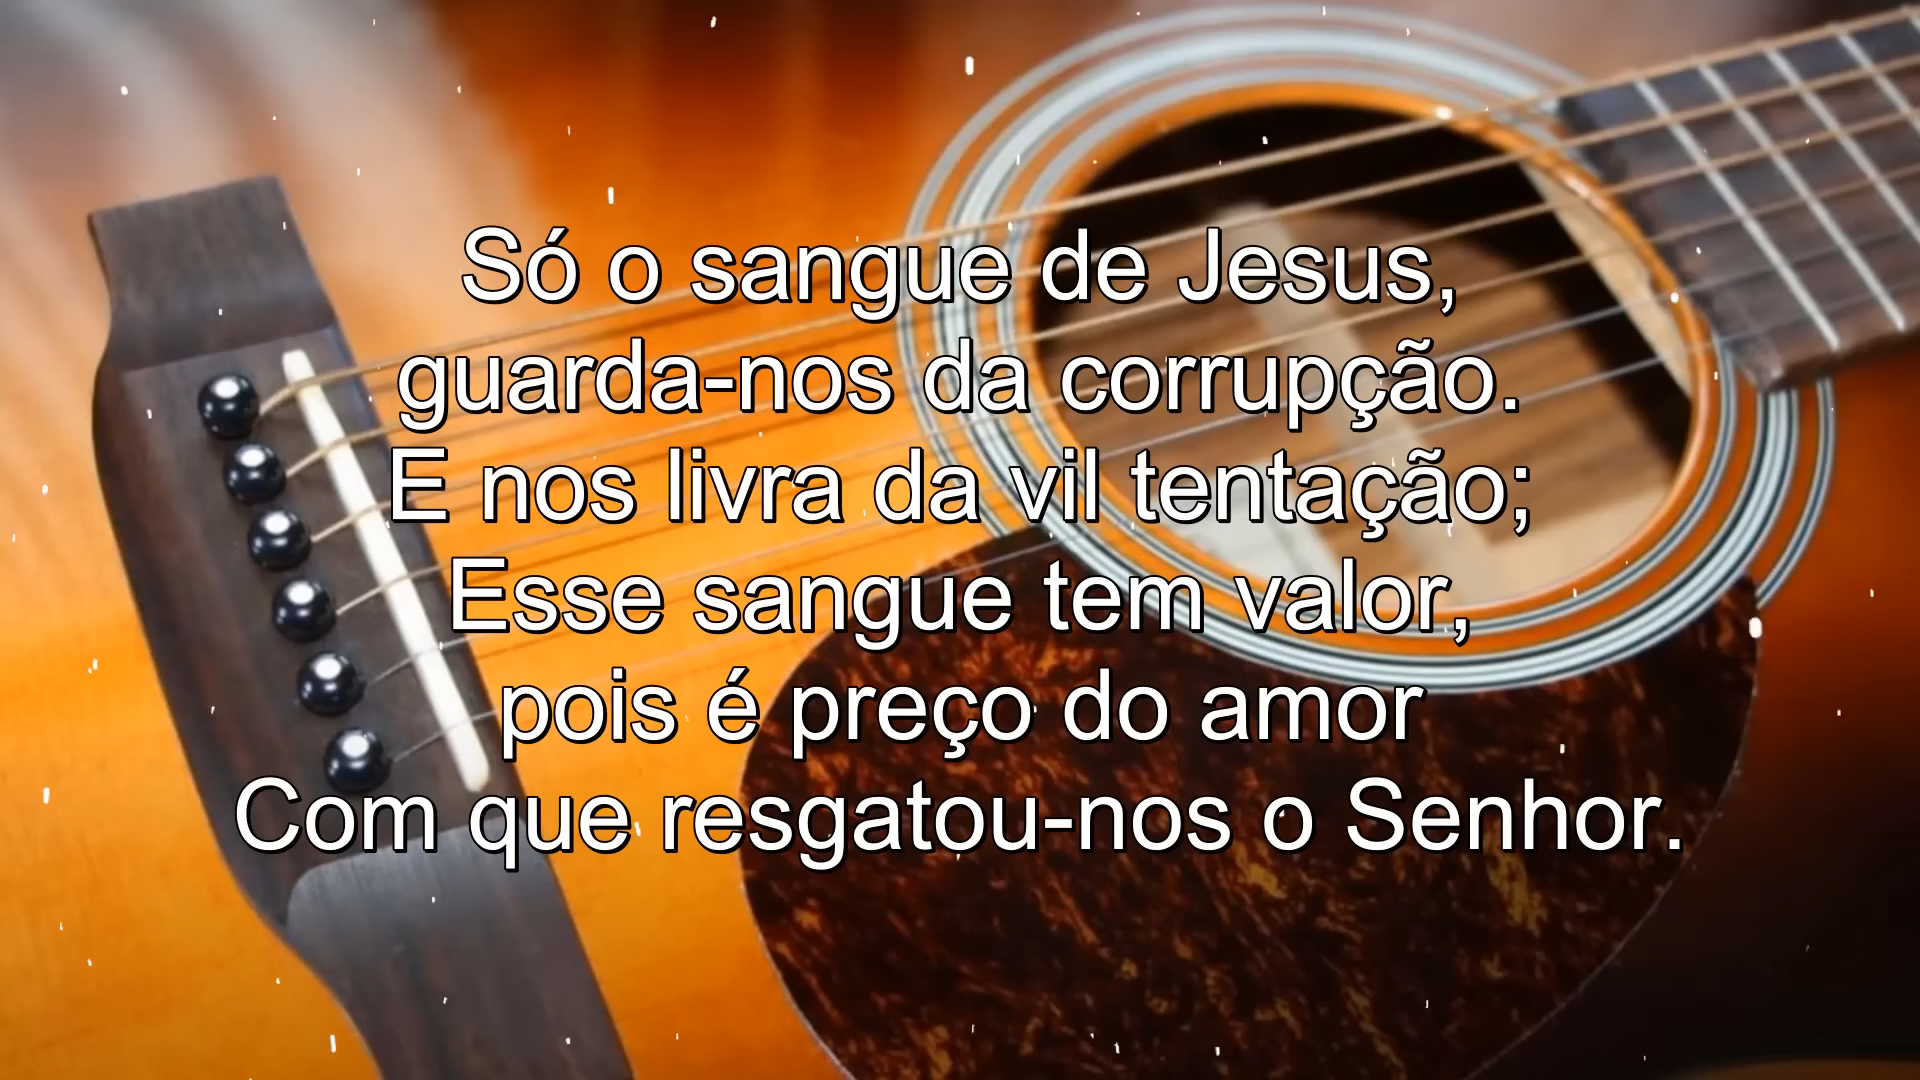 Só o sangue de Jesus,
guarda-nos da corrupção.
E nos livra da vil tentação;
Esse sangue tem valor,
pois é preço do amor
Com que resgatou-nos o Senhor.